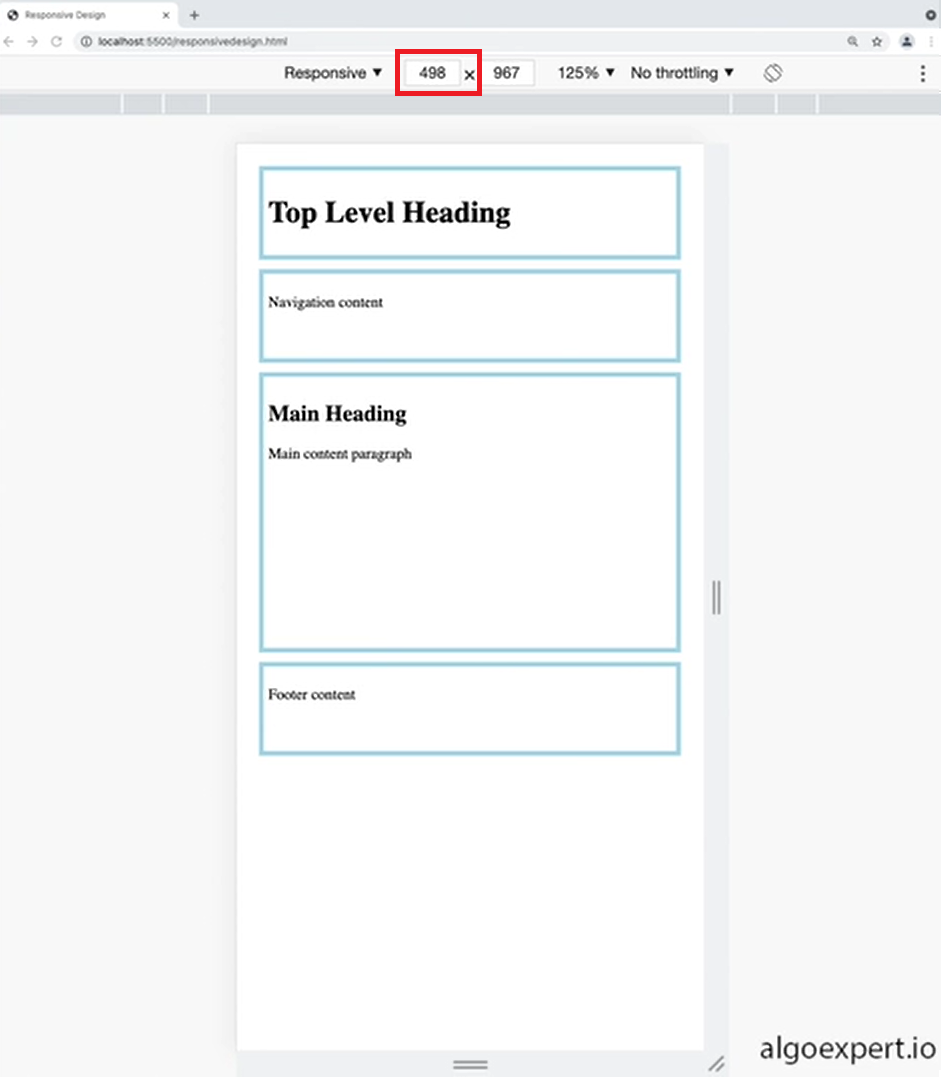 Responsive Design × +
localhost:5500/responsivedesign.html
Responsive ▼ 498 × 967 125% ▼ No throttling ▼
Top Level Heading
Navigation content
Main Heading
Main content paragraph
Footer content
algoexpert.io